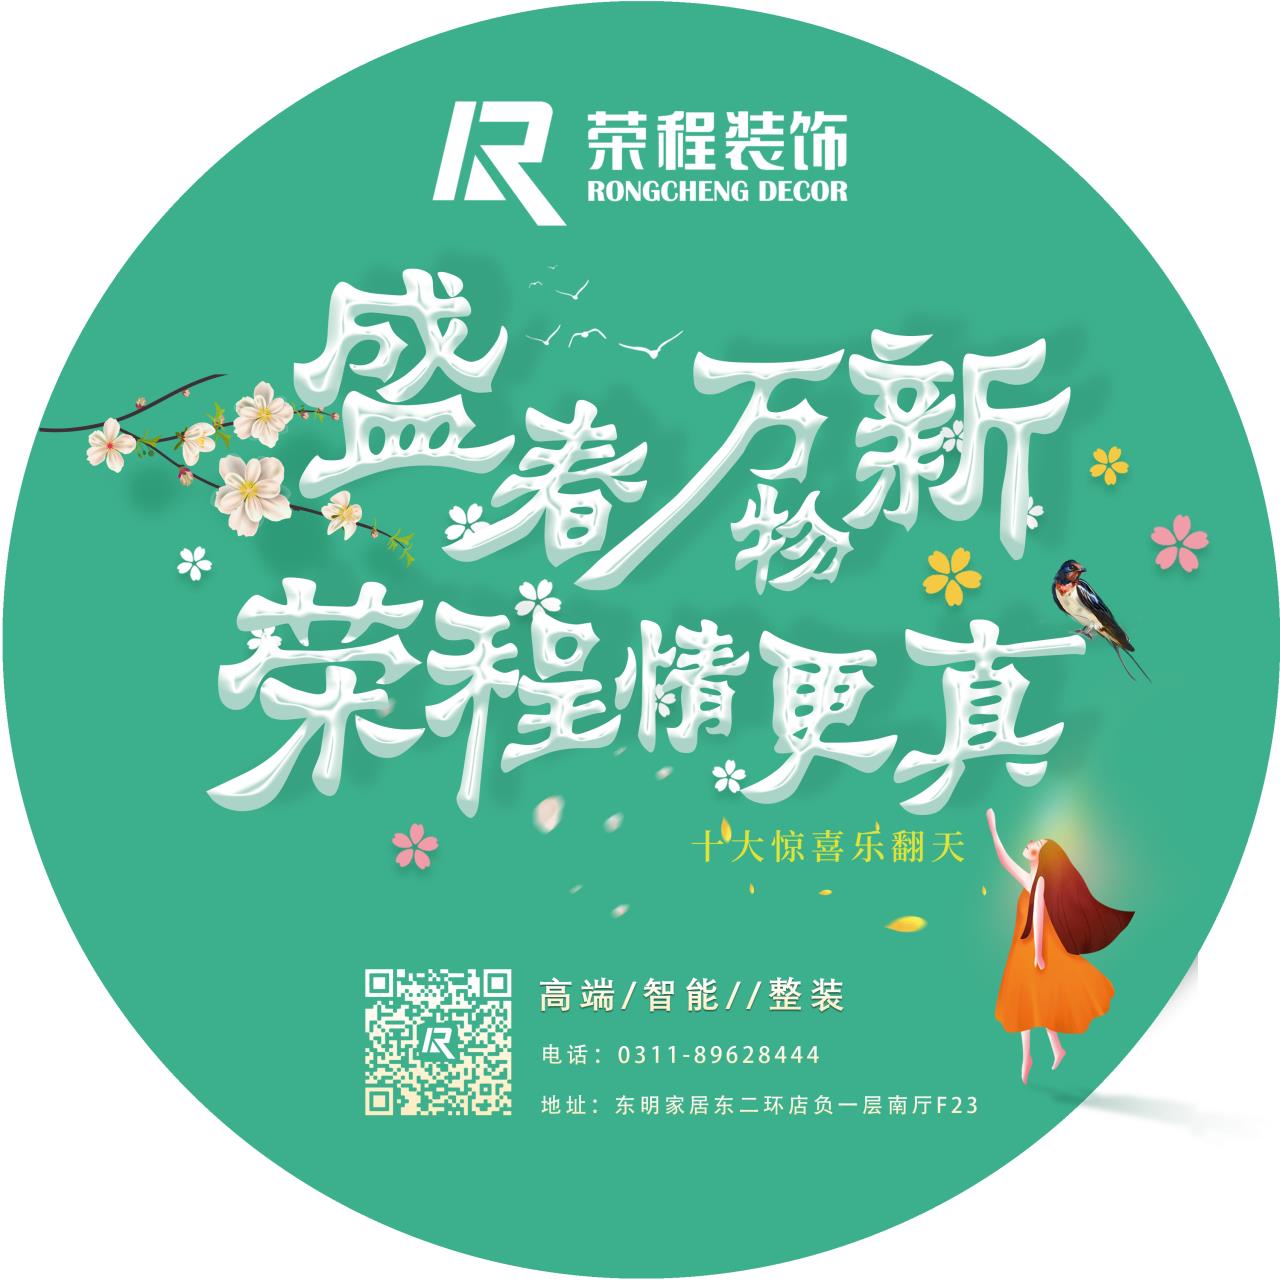 荣程装饰
RONGCHENG DECOR
盛春万物新
荣程情更真
十大惊喜乐翻天
高端/智能//整装
电话：0311-89628444
地址：东明家居东二环店负一层南厅F23